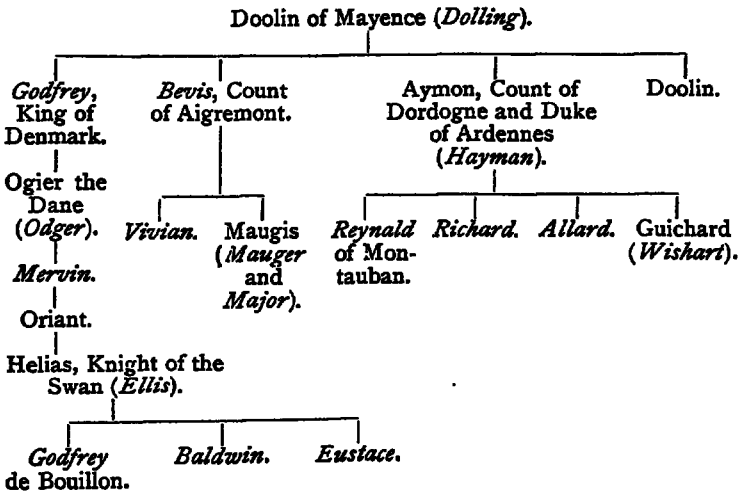 Doolin of Mayence (Dolling).
Godfrey,
King of
Denmark.
Bevis, Count
of Aigremont.
Aymon, Count of
Dordogne and Duke
of Ardennes
(Hayman).
Doolin.
Ogier the
Dane
(Odger).
Vivian.
Maugis
(Mauger
and
Major).
Reynald
of Mon-
tauban.
Richard.
Allard.
Guichard
(Wishart).
Mervin.
Oriant.
Helias, Knight of the
Swan (Ellis).
Godfrey
de Bouillon.
Baldwin.
Eustace.